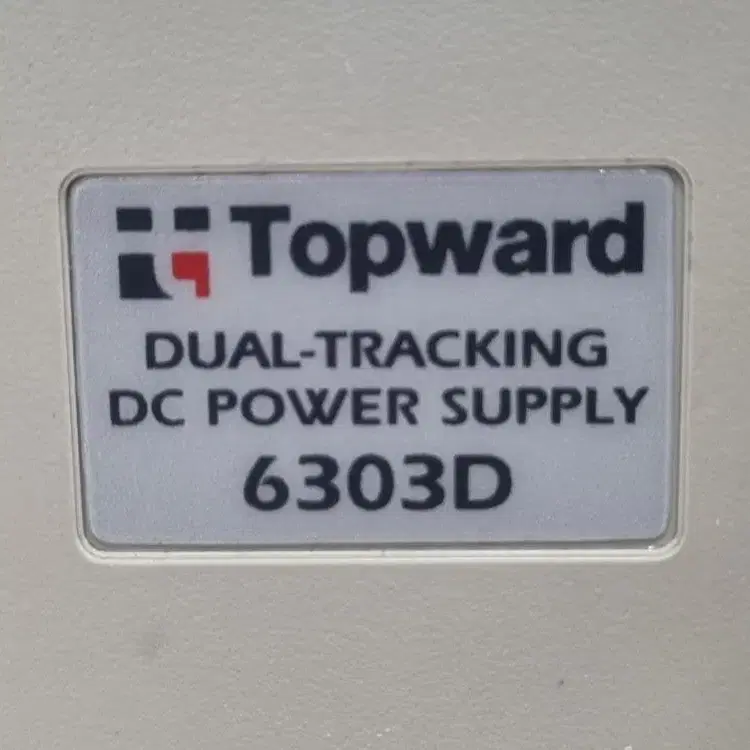 Topward
DUAL-TRACKING
DC POWER SUPPLY
6303D